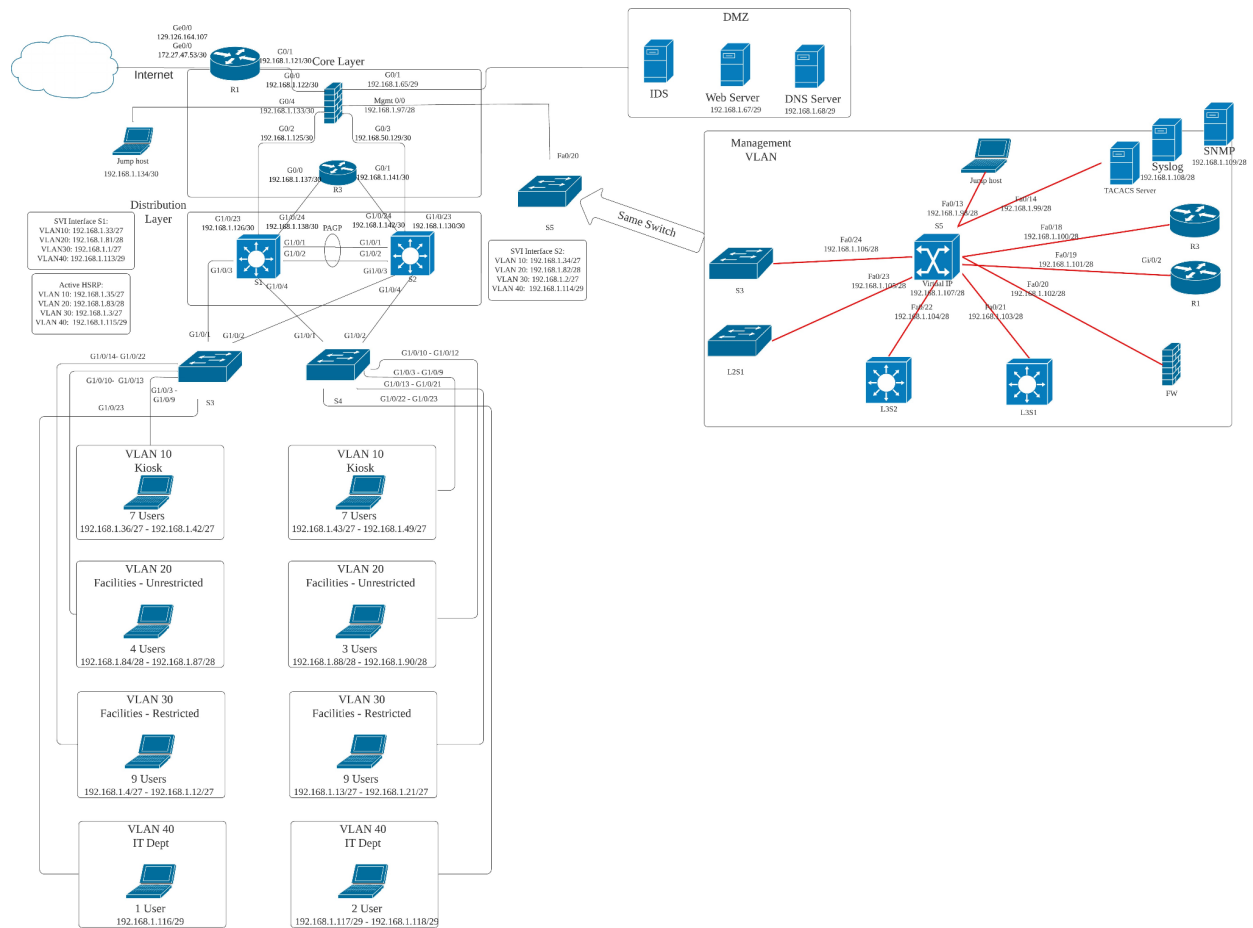 Ge0/0
129.126.164.107
Ge0/0
172.27.47.53/30
Internet
R1
G0/1
192.168.1.121/30
Core Layer
G0/0
192.168.1.122/30
G0/1
192.168.1.65/29
G0/4
192.168.1.133/30
Mgmt 0/0
192.168.1.97/28
G0/2
192.168.1.125/30
G0/3
192.168.50.129/30
Jump host
192.168.1.134/30
G0/0
192.168.1.137/30
G0/1
192.168.1.141/30
R3
Fa0/20
S5
Same Switch
DMZ
IDS
Web Server
192.168.1.67/29
DNS Server
192.168.1.68/29
Distribution
Layer
SVI Interface S1:
VLAN10: 192.168.1.33/27
VLAN20: 192.168.1.81/28
VLAN30: 192.168.1.1/27
VLAN40: 192.168.1.113/29
Active HSRP:
VLAN 10: 192.168.1.35/27
VLAN 20: 192.168.1.83/28
VLAN 30: 192.168.1.3/27
VLAN 40: 192.168.1.115/29
G1/0/23
192.168.1.126/30
G1/0/24
192.168.1.138/30
PAGP
G1/0/24
192.168.1.142/30
G1/0/23
192.168.1.130/30
G1/0/1
G1/0/2
G1/0/1
G1/0/2
G1/0/3
S1
G1/0/4
Gi1/0/3
S2
G1/0/4
SVI Interface S2:
VLAN 10: 192.168.1.34/27
VLAN 20: 192.168.1.82/28
VLAN 30: 192.168.1.2/27
VLAN 40: 192.168.1.114/29
G1/0/1
G1/0/2
G1/0/1
G1/0/2
S3
S4
G1/0/14- G1/0/22
G1/0/10- G1/0/13
G1/0/3 -
G1/0/9
G1/0/23
G1/0/10 - G1/0/12
G1/0/3 - G1/0/9
G1/0/13 - G1/0/21
G1/0/22 - G1/0/23
VLAN 10
Kiosk
7 Users
192.168.1.36/27 - 192.168.1.42/27
VLAN 10
Kiosk
7 Users
192.168.1.43/27 - 192.168.1.49/27
VLAN 20
Facilities - Unrestricted
4 Users
192.168.1.84/28 - 192.168.1.87/28
VLAN 20
Facilities - Unrestricted
3 Users
192.168.1.88/28 - 192.168.1.90/28
VLAN 30
Facilities - Restricted
9 Users
192.168.1.4/27 - 192.168.1.12/27
VLAN 30
Facilities - Restricted
9 Users
192.168.1.13/27 - 192.168.1.21/27
VLAN 40
IT Dept
1 User
192.168.1.116/29
VLAN 40
IT Dept
2 User
192.168.1.117/29 - 192.168.1.118/29
Management
VLAN
Jump host
TACACS Server
Syslog
192.168.1.108/28
SNMP
192.168.1.109/28
Fa0/13
192.168.1.98/28
Fa0/14
192.168.1.99/28
S5
Fa0/18
192.168.1.100/28
R3
Fa0/19
192.168.1.101/28
Gi/0/2
R1
Fa0/20
192.168.1.102/28
FW
Fa0/24
192.168.1.106/28
S3
Fa0/23
192.168.1.105/28
L2S1
Virtual IP
192.168.1.107/28
Fa0/22
192.168.1.104/28
L3S2
Fa0/21
192.168.1.103/28
L3S1